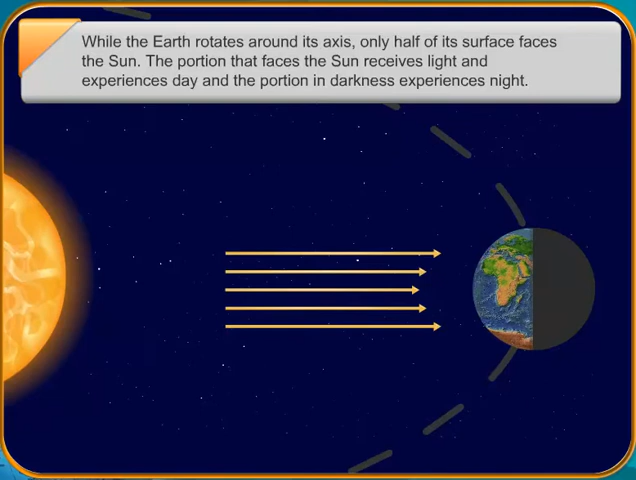 While the Earth rotates around its axis, only half of its surface faces
the Sun. The portion that faces the Sun receives light and
experiences day and the portion in darkness experiences night.